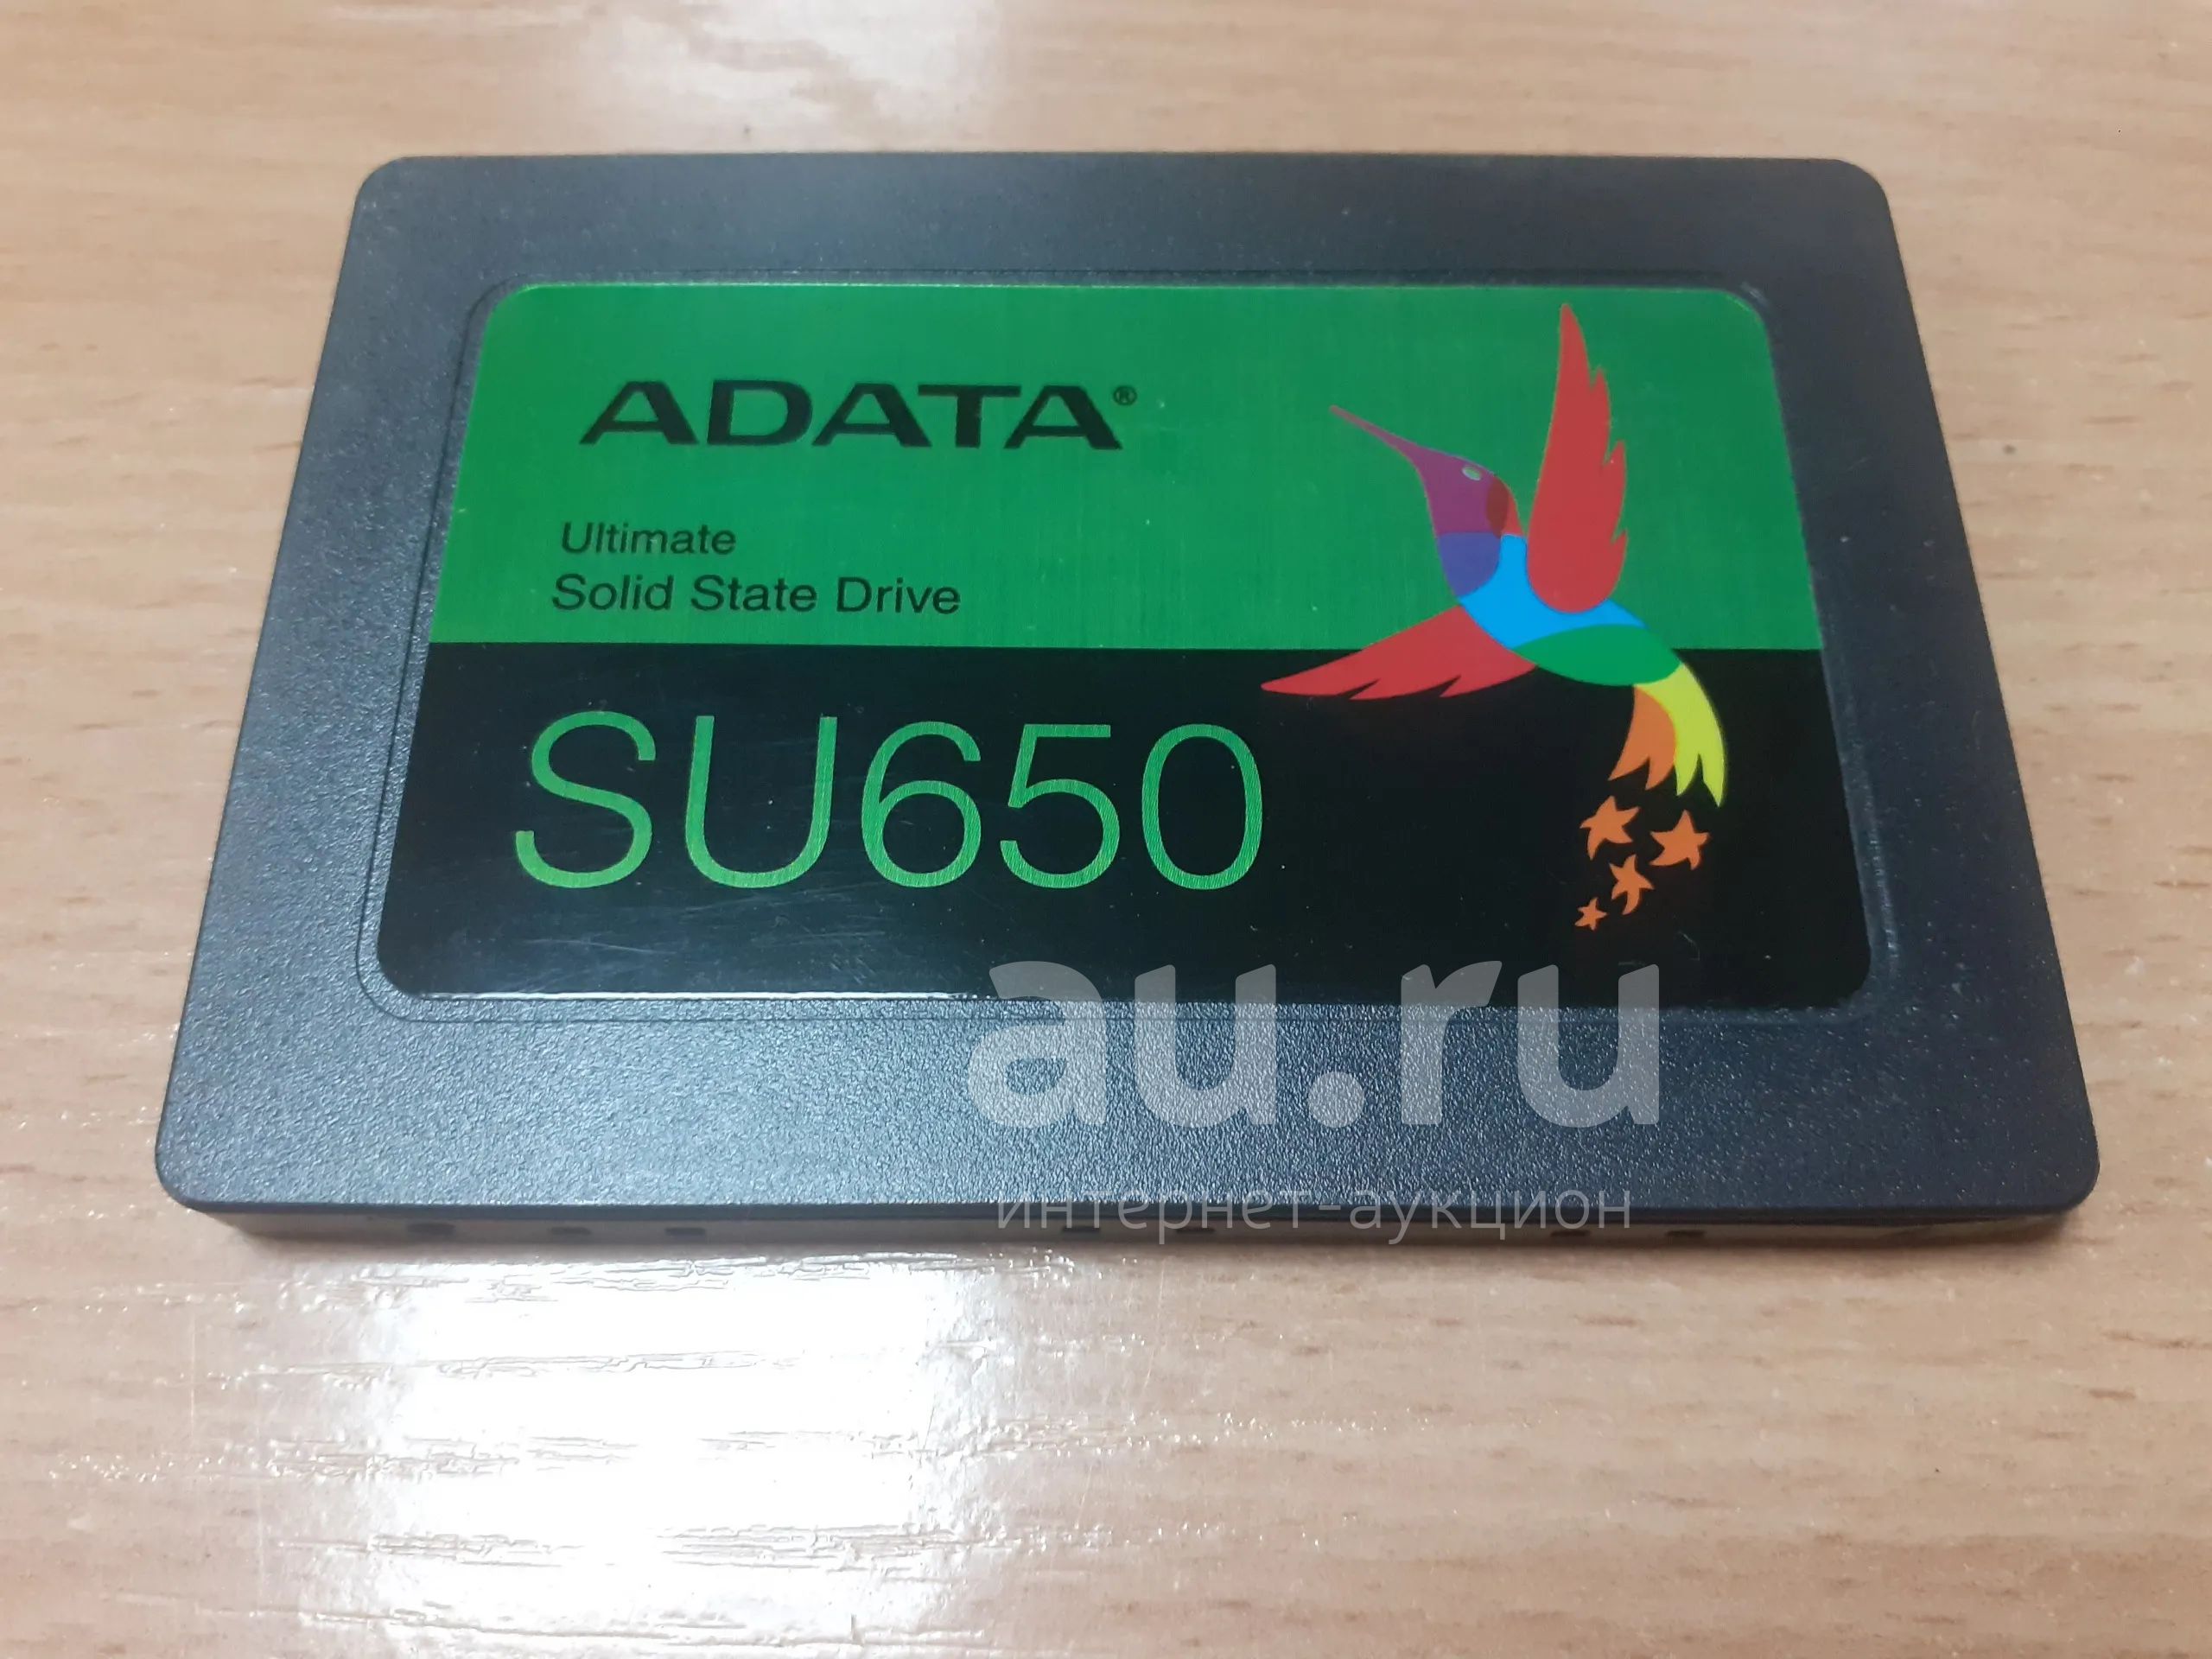 ADATA®
Ultimate
Solid State Drive
SU650
au.ru
интернет-аукцион